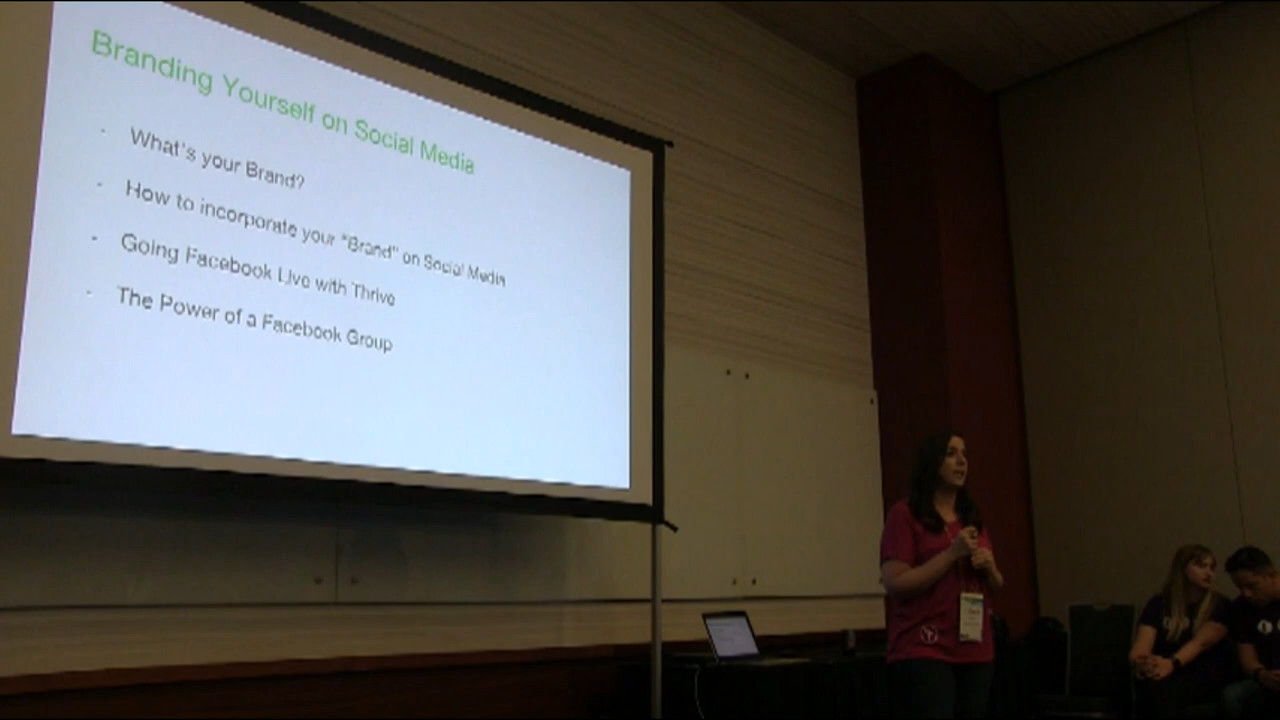 Branding Yourself on Social Media
- What's your Brand?
- How to incorporate your "Brand" on Social Media
- Going Facebook Live with Thrive
- The Power of a Facebook Group